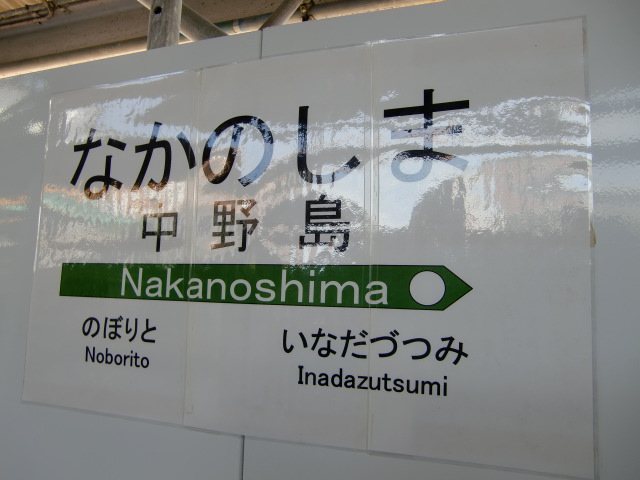 なかのしま
中野島
Nakanoshima
のぼりと いなだづつみ
Noborito Inadazutsumi